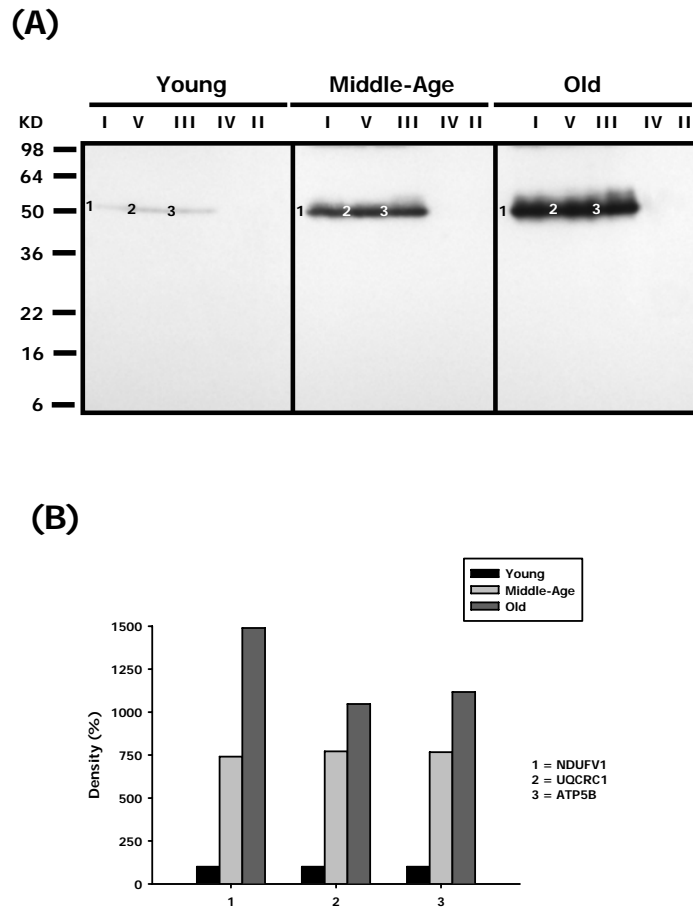 (A)
Young Middle-Age Old
KD I V III IV II I V III IV II I V III IV II
98
64
50
36
22
16
6
1 2 3 1 2 3 1 2 3
(B)
Young
Middle-Age
Old
Density (%)
1500
1250
1000
750
500
250
0
1 = NDUFV1
2 = UQCRC1
3 = ATP5B
1 2 3